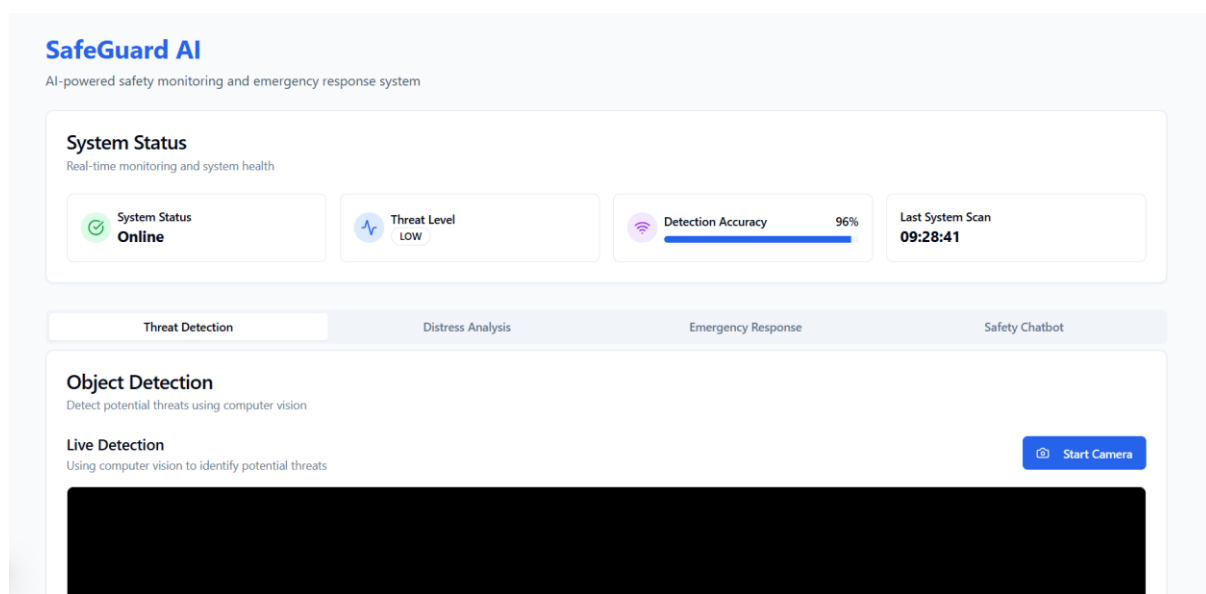 SafeGuard AI
AI-powered safety monitoring and emergency response system
System Status
Real-time monitoring and system health
System Status
Online
Threat Level
LOW
Detection Accuracy 96%
Last System Scan
09:28:41
Threat Detection Distress Analysis Emergency Response Safety Chatbot
Object Detection
Detect potential threats using computer vision
Live Detection
Using computer vision to identify potential threats
Start Camera